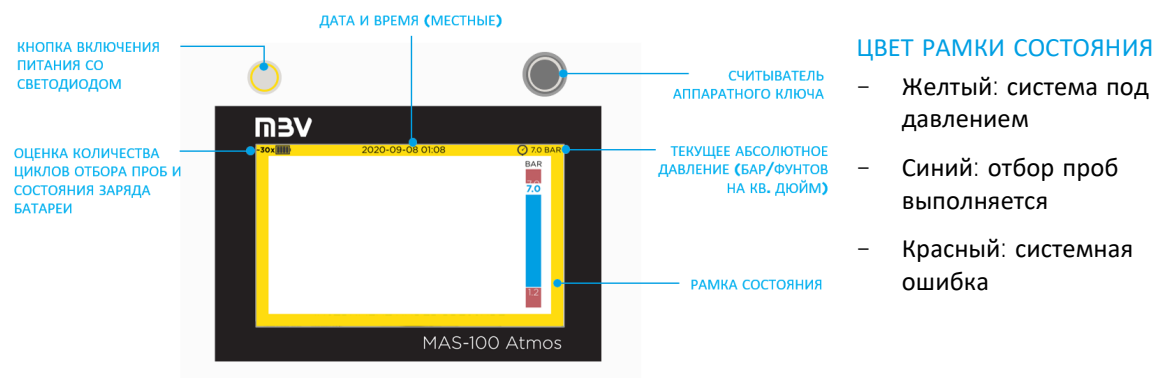 ДАТА И ВРЕМЯ (МЕСТНЫЕ)
КНОПКА ВКЛЮЧЕНИЯ
ПИТАНИЯ СО
СВЕТОДИОДОМ
СЧИТЫВАТЕЛЬ
АППАРАТНОГО КЛЮЧА
MBV
~30x
2020-09-08 01:08
7.0 BAR
ОЦЕНКА КОЛИЧЕСТВА
ЦИКЛОВ ОТБОРА ПРОБ И
СОСТОЯНИЯ ЗАРЯДА
БАТАРЕИ
BAR
7.0
1.2
ТЕКУЩЕЕ АБСОЛЮТНОЕ
ДАВЛЕНИЕ (БАР/ФУНТОВ
НА КВ. ДЮЙМ)
РАМКА СОСТОЯНИЯ
MAS-100 Atmos
ЦВЕТ РАМКИ СОСТОЯНИЯ
– Желтый: система под
давлением
– Синий: отбор проб
выполняется
– Красный: системная
ошибка